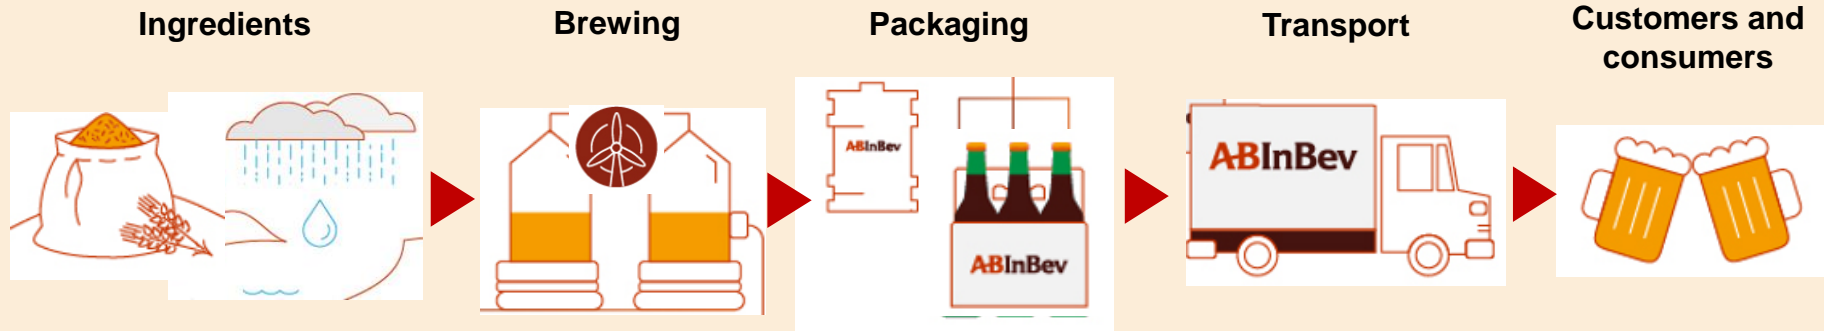 Ingredients
Brewing
Packaging
Transport
Customers and
consumers
ABInBev
ABInBev
ABInBev